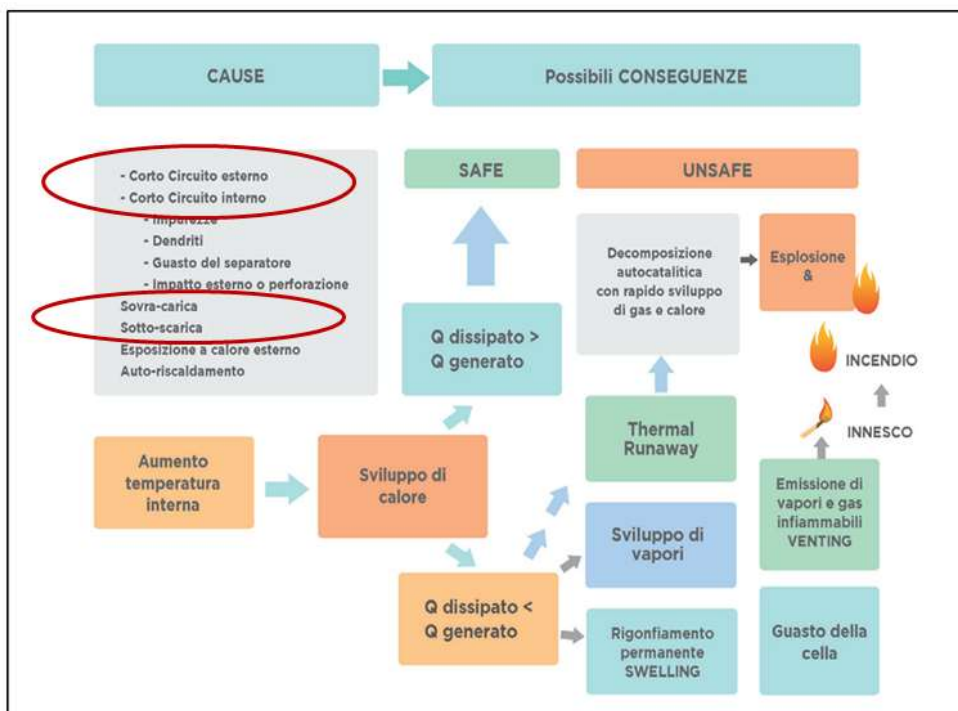 CAUSE
Possibili CONSEGUENZE
- Corto Circuito esterno
- Corto Circuito interno
- Impurezze
- Dendriti
- Guasto del separatore
- Impatto esterno o perforazione
Sovra-carica
Sotto-scarica
Esposizione a calore esterno
Auto-riscaldamento
SAFE
UNSAFE
Decomposizione
autocatalitica
con rapido sviluppo
di gas e calore
Esplosione
&
Q dissipato >
Q generato
INCENDIO
INNESCO
Thermal
Runaway
Aumento
temperatura
interna
Sviluppo di
calore
Emissione di
vapori e gas
infiammabili
VENTING
Sviluppo di
vapori
Q dissipato <
Q generato
Rigonfiamento
permanente
SWELLING
Guasto della
cella